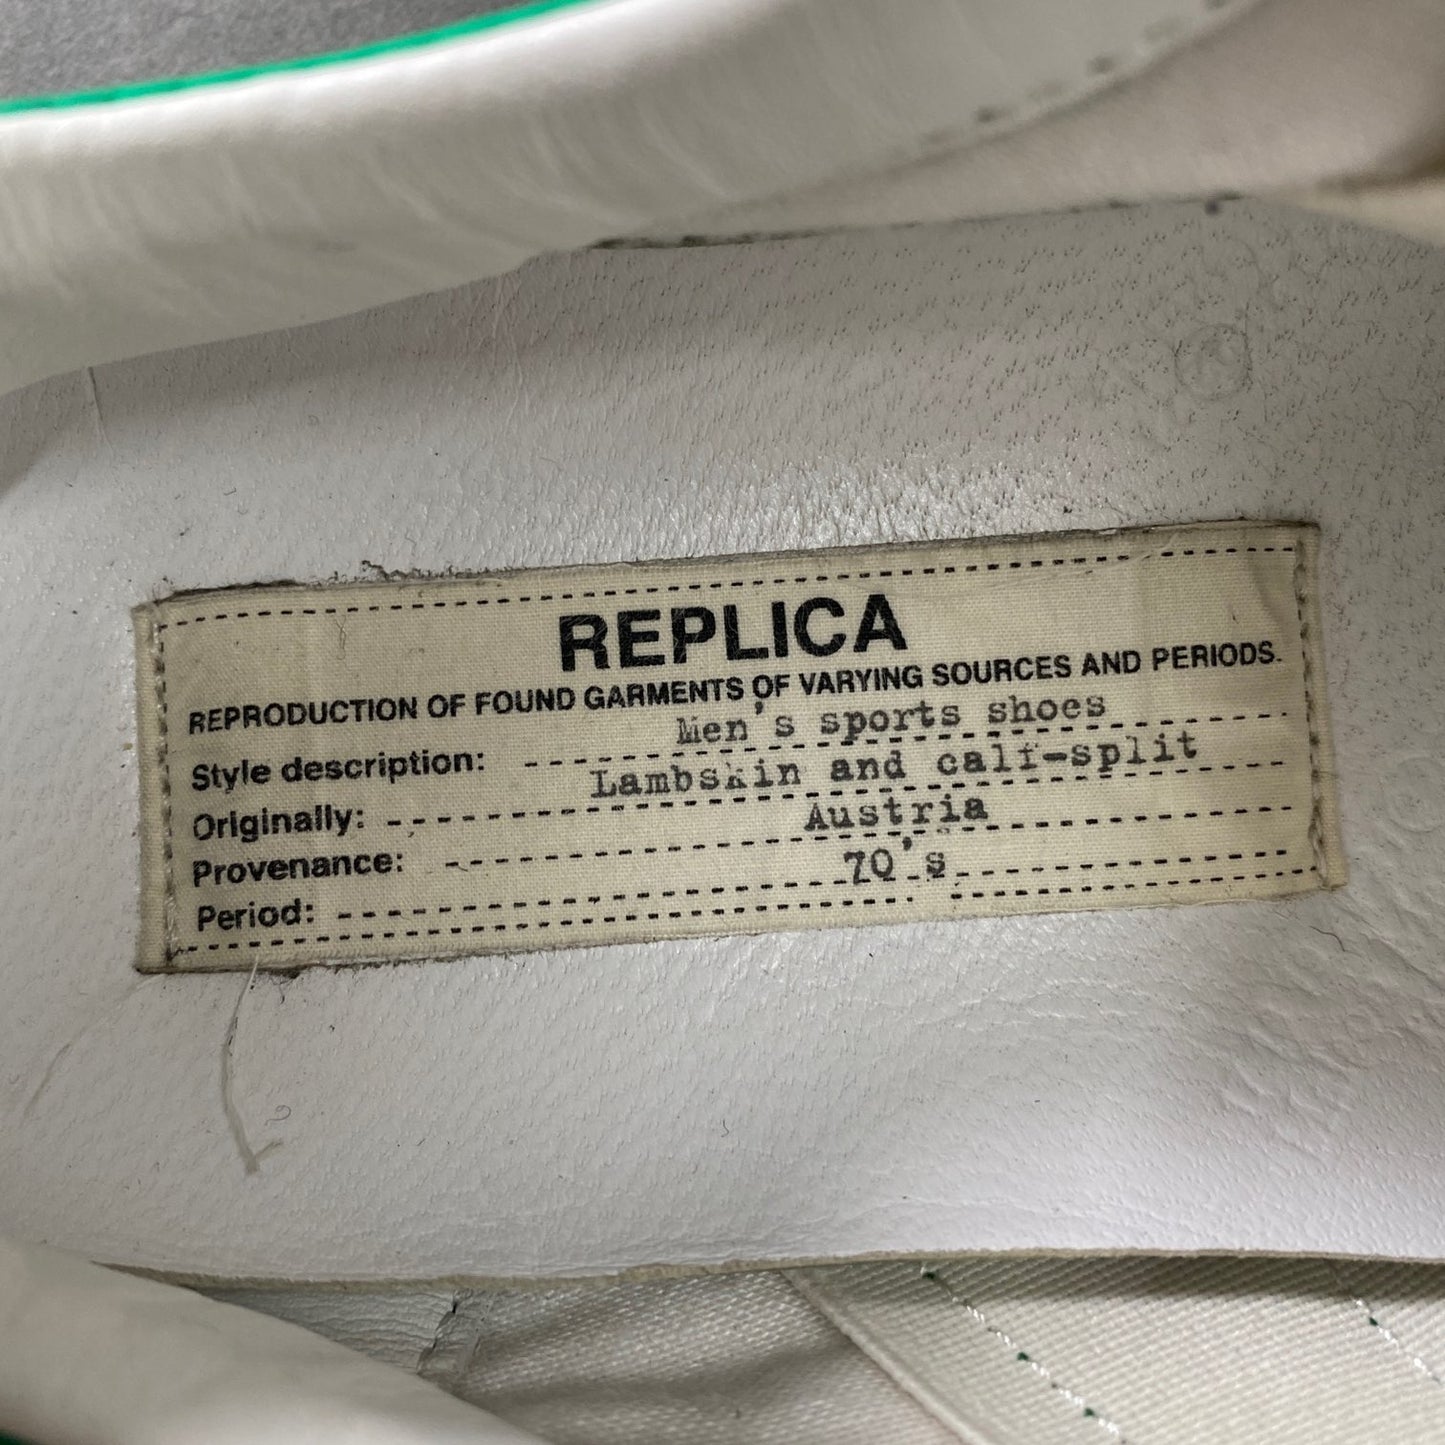 REPLICA
REPRODUCTION OF FOUND GARMENTS OF VARYING SOURCES AND PERIODS.
Style description: Men's sports shoes
Originally: Lambskin and calf-split
Provenance: Austria
Period: 70's